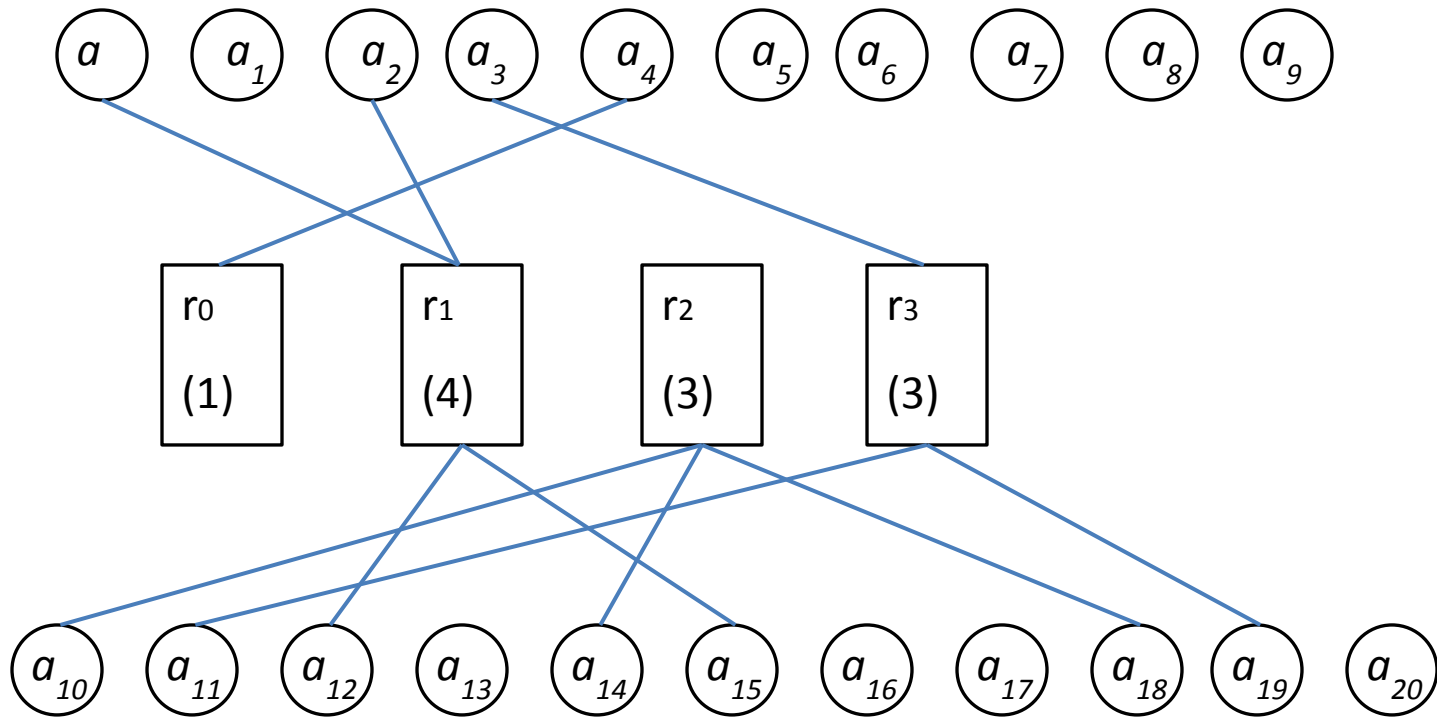 a a₁ a₂ a₃ a₄ a₅ a₆ a₇ a₈ a₉
r₀ r₁ r₂ r₃
(1) (4) (3) (3)
a₁₀ a₁₁ a₁₂ a₁₃ a₁₄ a₁₅ a₁₆ a₁₇ a₁₈ a₁₉ a₂₀